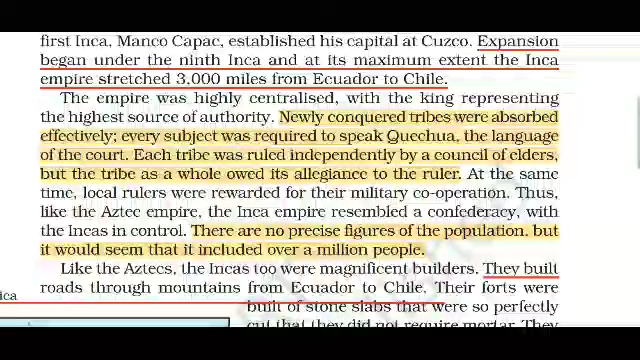 first Inca, Manco Capac, established his capital at Cuzco. Expansion
began under the ninth Inca and at its maximum extent the Inca
empire stretched 3,000 miles from Ecuador to Chile.
The empire was highly centralised, with the king representing
the highest source of authority. Newly conquered tribes were absorbed
effectively; every subject was required to speak Quechua, the language
of the court. Each tribe was ruled independently by a council of elders,
but the tribe as a whole owed its allegiance to the ruler. At the same
time, local rulers were rewarded for their military co-operation. Thus,
like the Aztec empire, the Inca empire resembled a confederacy, with
the Incas in control. There are no precise figures of the population, but
it would seem that it included over a million people.
Like the Aztecs, the Incas too were magnificent builders. They built
roads through mountains from Ecuador to Chile. Their forts were
ica
built of stone slabs that were so perfectly
cut that they did not require mortar. They